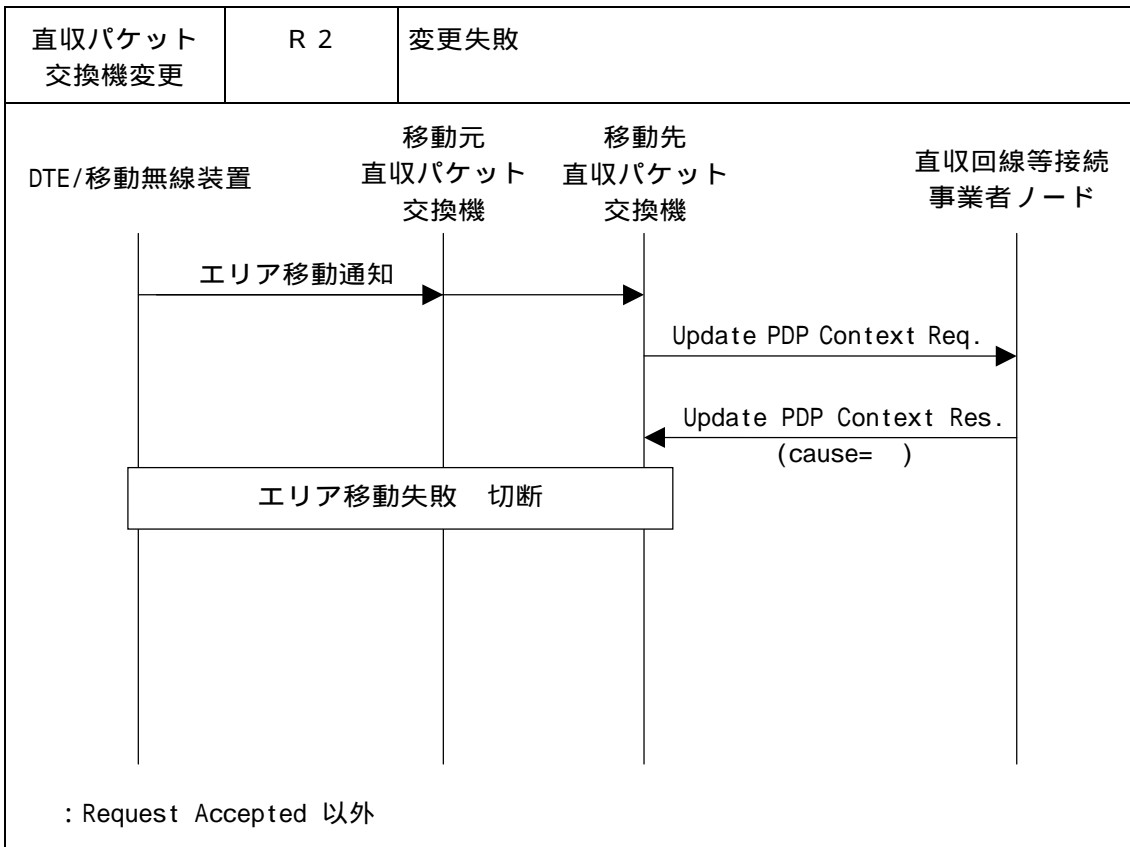 直収パケット
交換機変更
R 2
変更失敗
DTE/移動無線装置
移動元
直収パケット
交換機
移動先
直収パケット
交換機
直収回線等接続
事業者ノード
エリア移動通知
Update PDP Context Req.
Update PDP Context Res.
(cause= )
エリア移動失敗 切断
: Request Accepted 以外